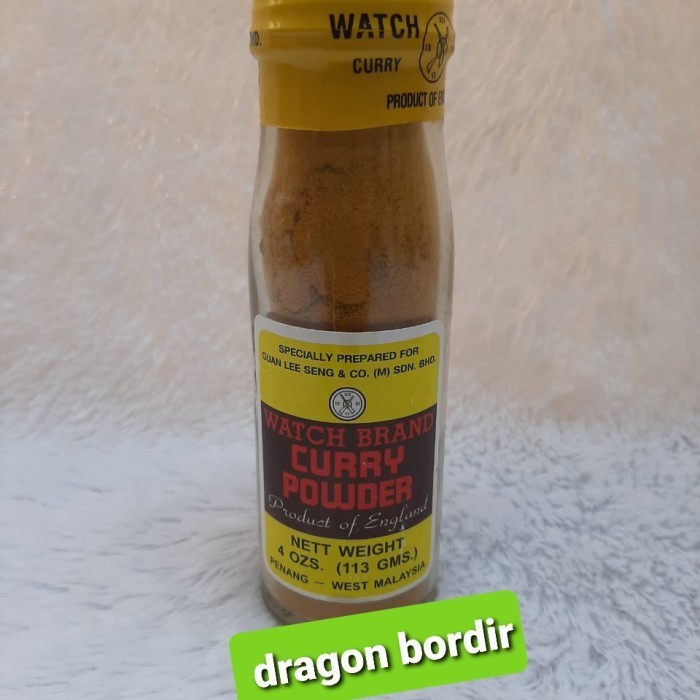 WATCH
CURRY
PRODUCT OF
SPECIALLY PREPARED FOR
GUAN LEE SENG & CO. (M) SDN. BHD.
WATCH BRAND
CURRY
POWDER
Product of England
NETT WEIGHT
4 OZS. (113 GMS.)
PENANG — WEST MALAYSIA
dragon bordir